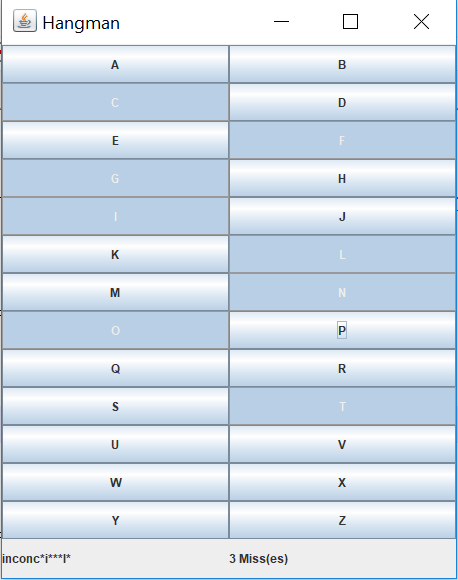 Hangman
A B
C D
E F
G H
I J
K L
M N
O P
Q R
S T
U V
W X
Y Z
inconc*i***l* 3 Miss(es)